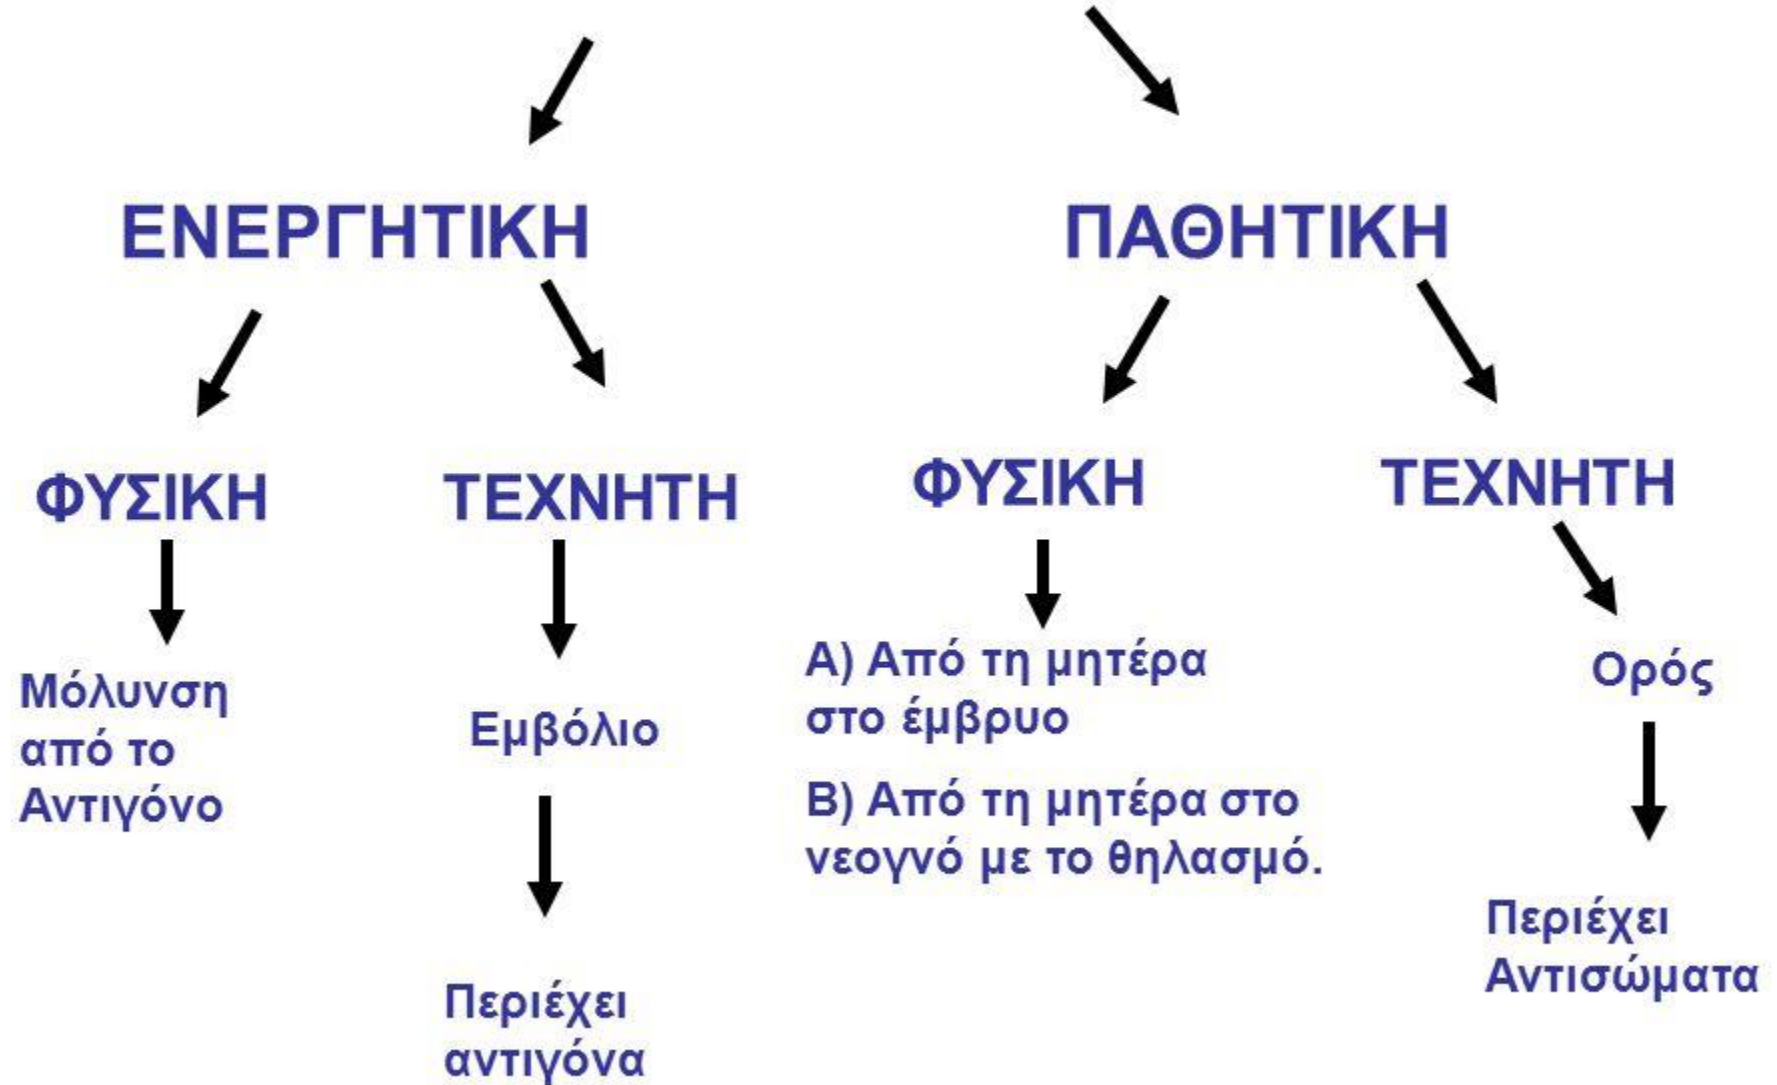 ΕΝΕΡΓΗΤΙΚΗ
ΠΑΘΗΤΙΚΗ
ΦΥΣΙΚΗ
ΤΕΧΝΗΤΗ
ΦΥΣΙΚΗ
ΤΕΧΝΗΤΗ
Μόλυνση
από το
Αντιγόνο
Εμβόλιο
Περιέχει
αντιγόνα
Α) Από τη μητέρα
στο έμβρυο
Β) Από τη μητέρα στο
νεογνό με το θηλασμό.
Ορός
Περιέχει
Αντισώματα